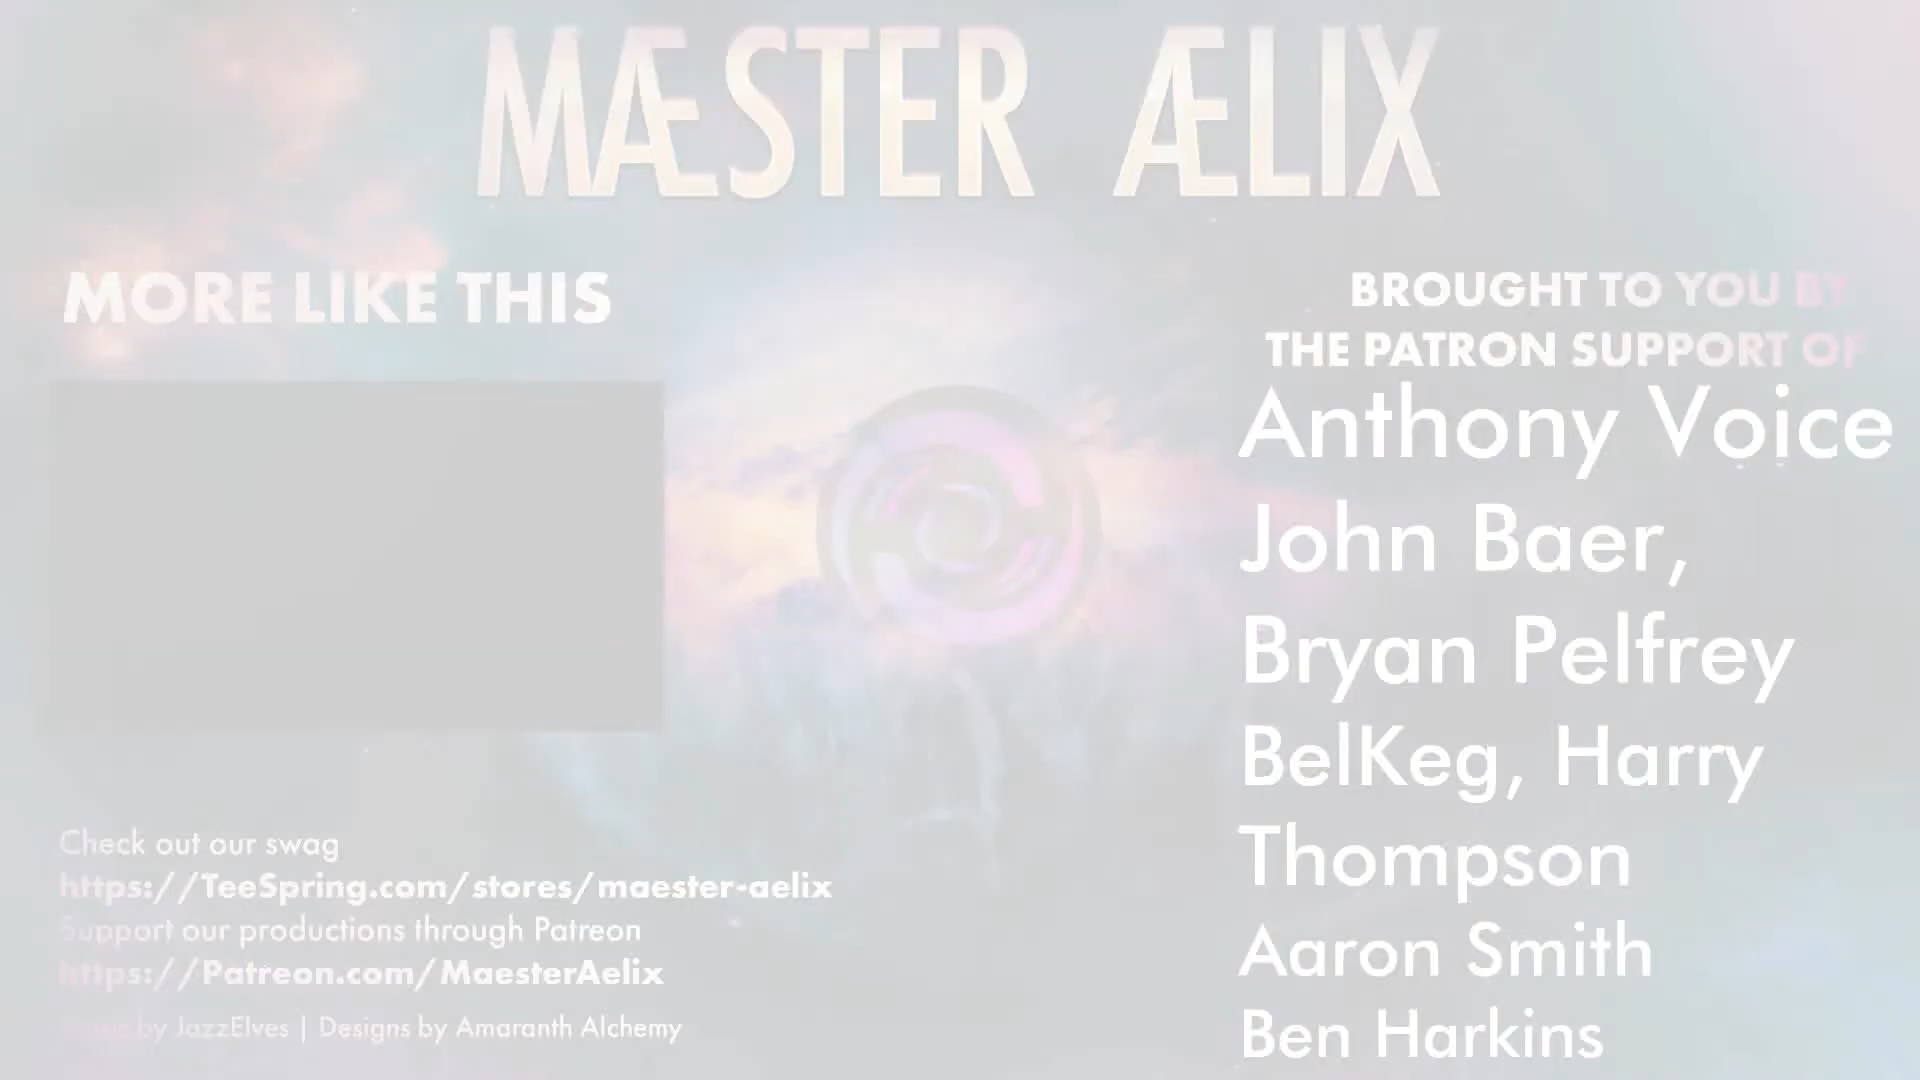 MÆSTER ÆLIX
MORE LIKE THIS
BROUGHT TO YOU BY
THE PATRON SUPPORT OF
Anthony Voice
John Baer,
Bryan Pelfrey
BelKeg, Harry
Thompson
Aaron Smith
Ben Harkins
Check out our swag
https://TeeSpring.com/stores/maester-aelix
Support our productions through Patreon
https://Patreon.com/MaesterAelix
by JazzElves | Designs by Amaranth Alchemy